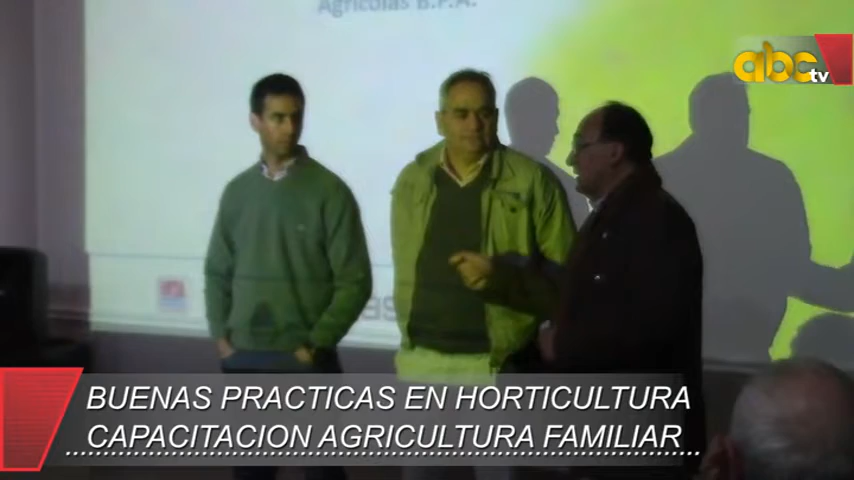 Agrícolas B.P.A.
abc
tv
BUENAS PRACTICAS EN HORTICULTURA
CAPACITACION AGRICULTURA FAMILIAR